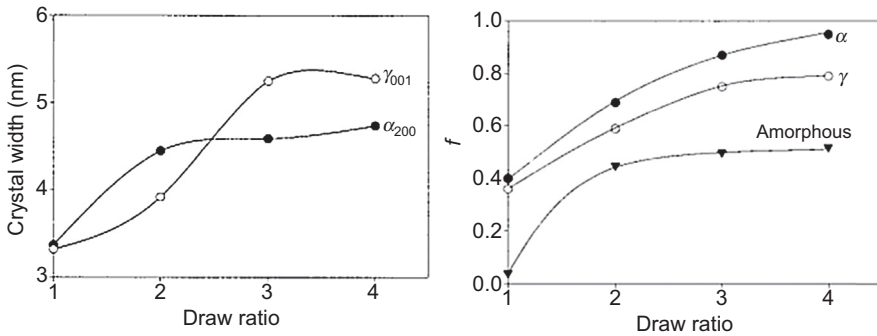 6
5
4
3
Crystal width (nm)
γ001
α200
1 2 3 4
Draw ratio
1.0
0.8
0.6
0.4
0.2
0.0
f
α
γ
Amorphous
1 2 3 4
Draw ratio